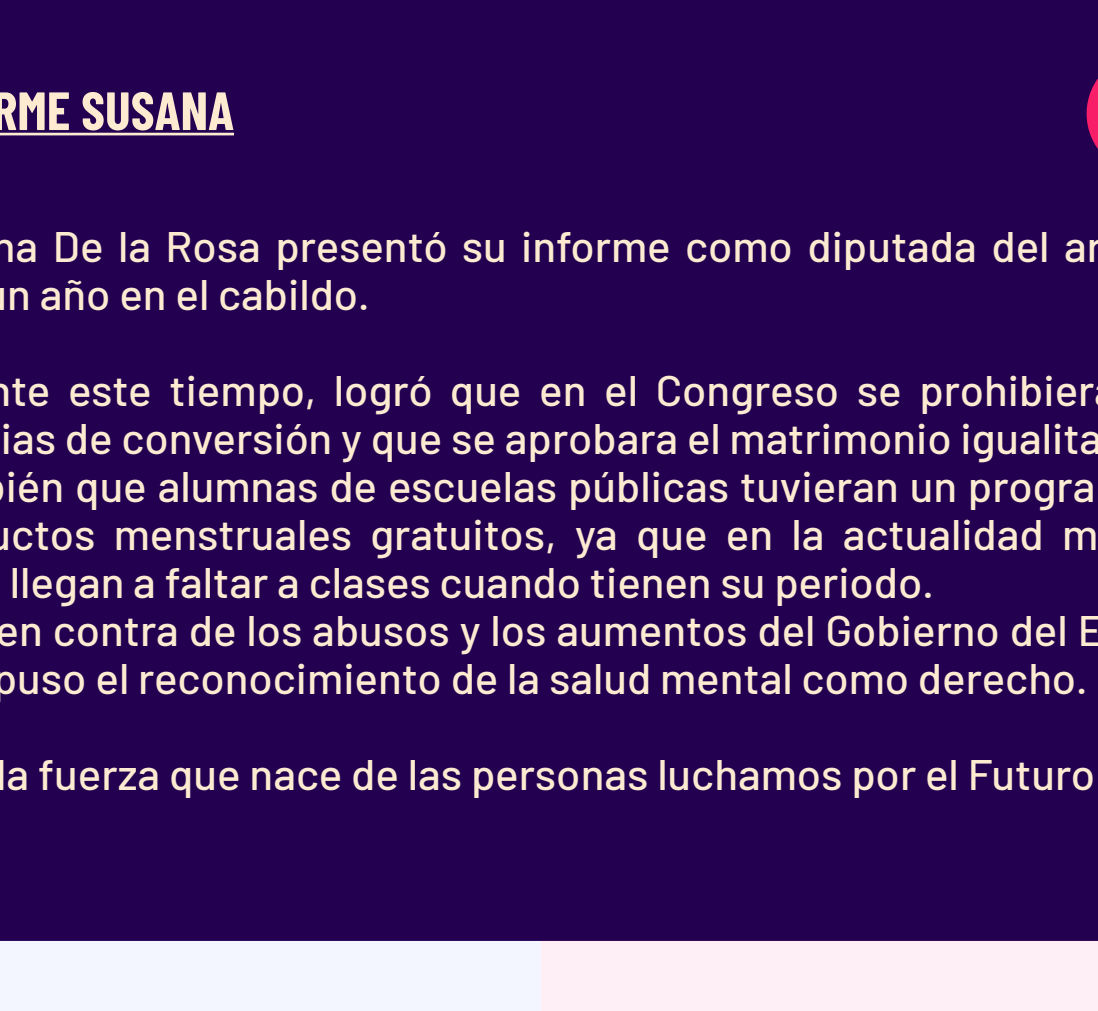 RME SUSANA
na De la Rosa presentó su informe como diputada del
un año en el cabildo.
nte este tiempo, logró que en el Congreso se prohibiera
ias de conversión y que se aprobara el matrimonio igualita
bién que alumnas de escuelas públicas tuvieran un progra
uctos menstruales gratuitos, ya que en la actualidad m
llegan a faltar a clases cuando tienen su periodo.
en contra de los abusos y los aumentos del Gobierno del E
puso el reconocimiento de la salud mental como derecho.
la fuerza que nace de las personas luchamos por el Futuro